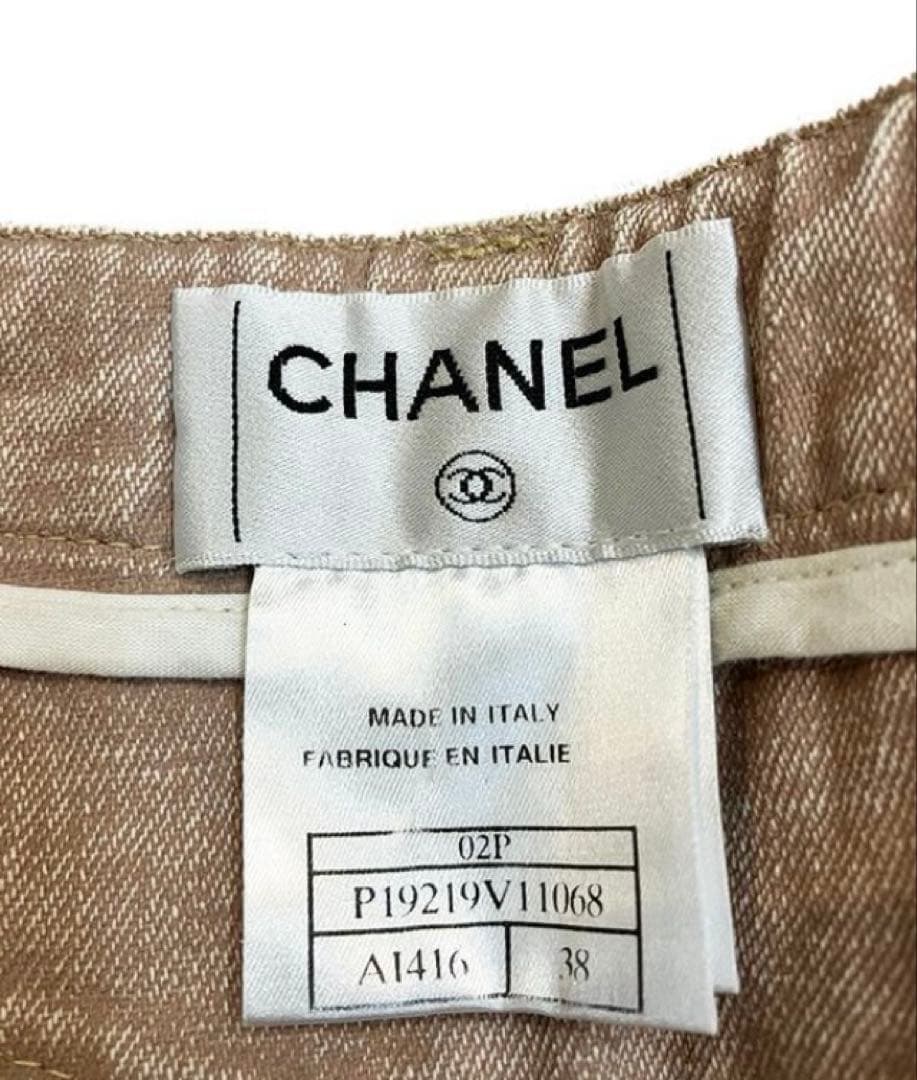 CHANEL
MADE IN ITALY
FABRIQUE EN ITALIE
02P
P19219V11068
A1416
38